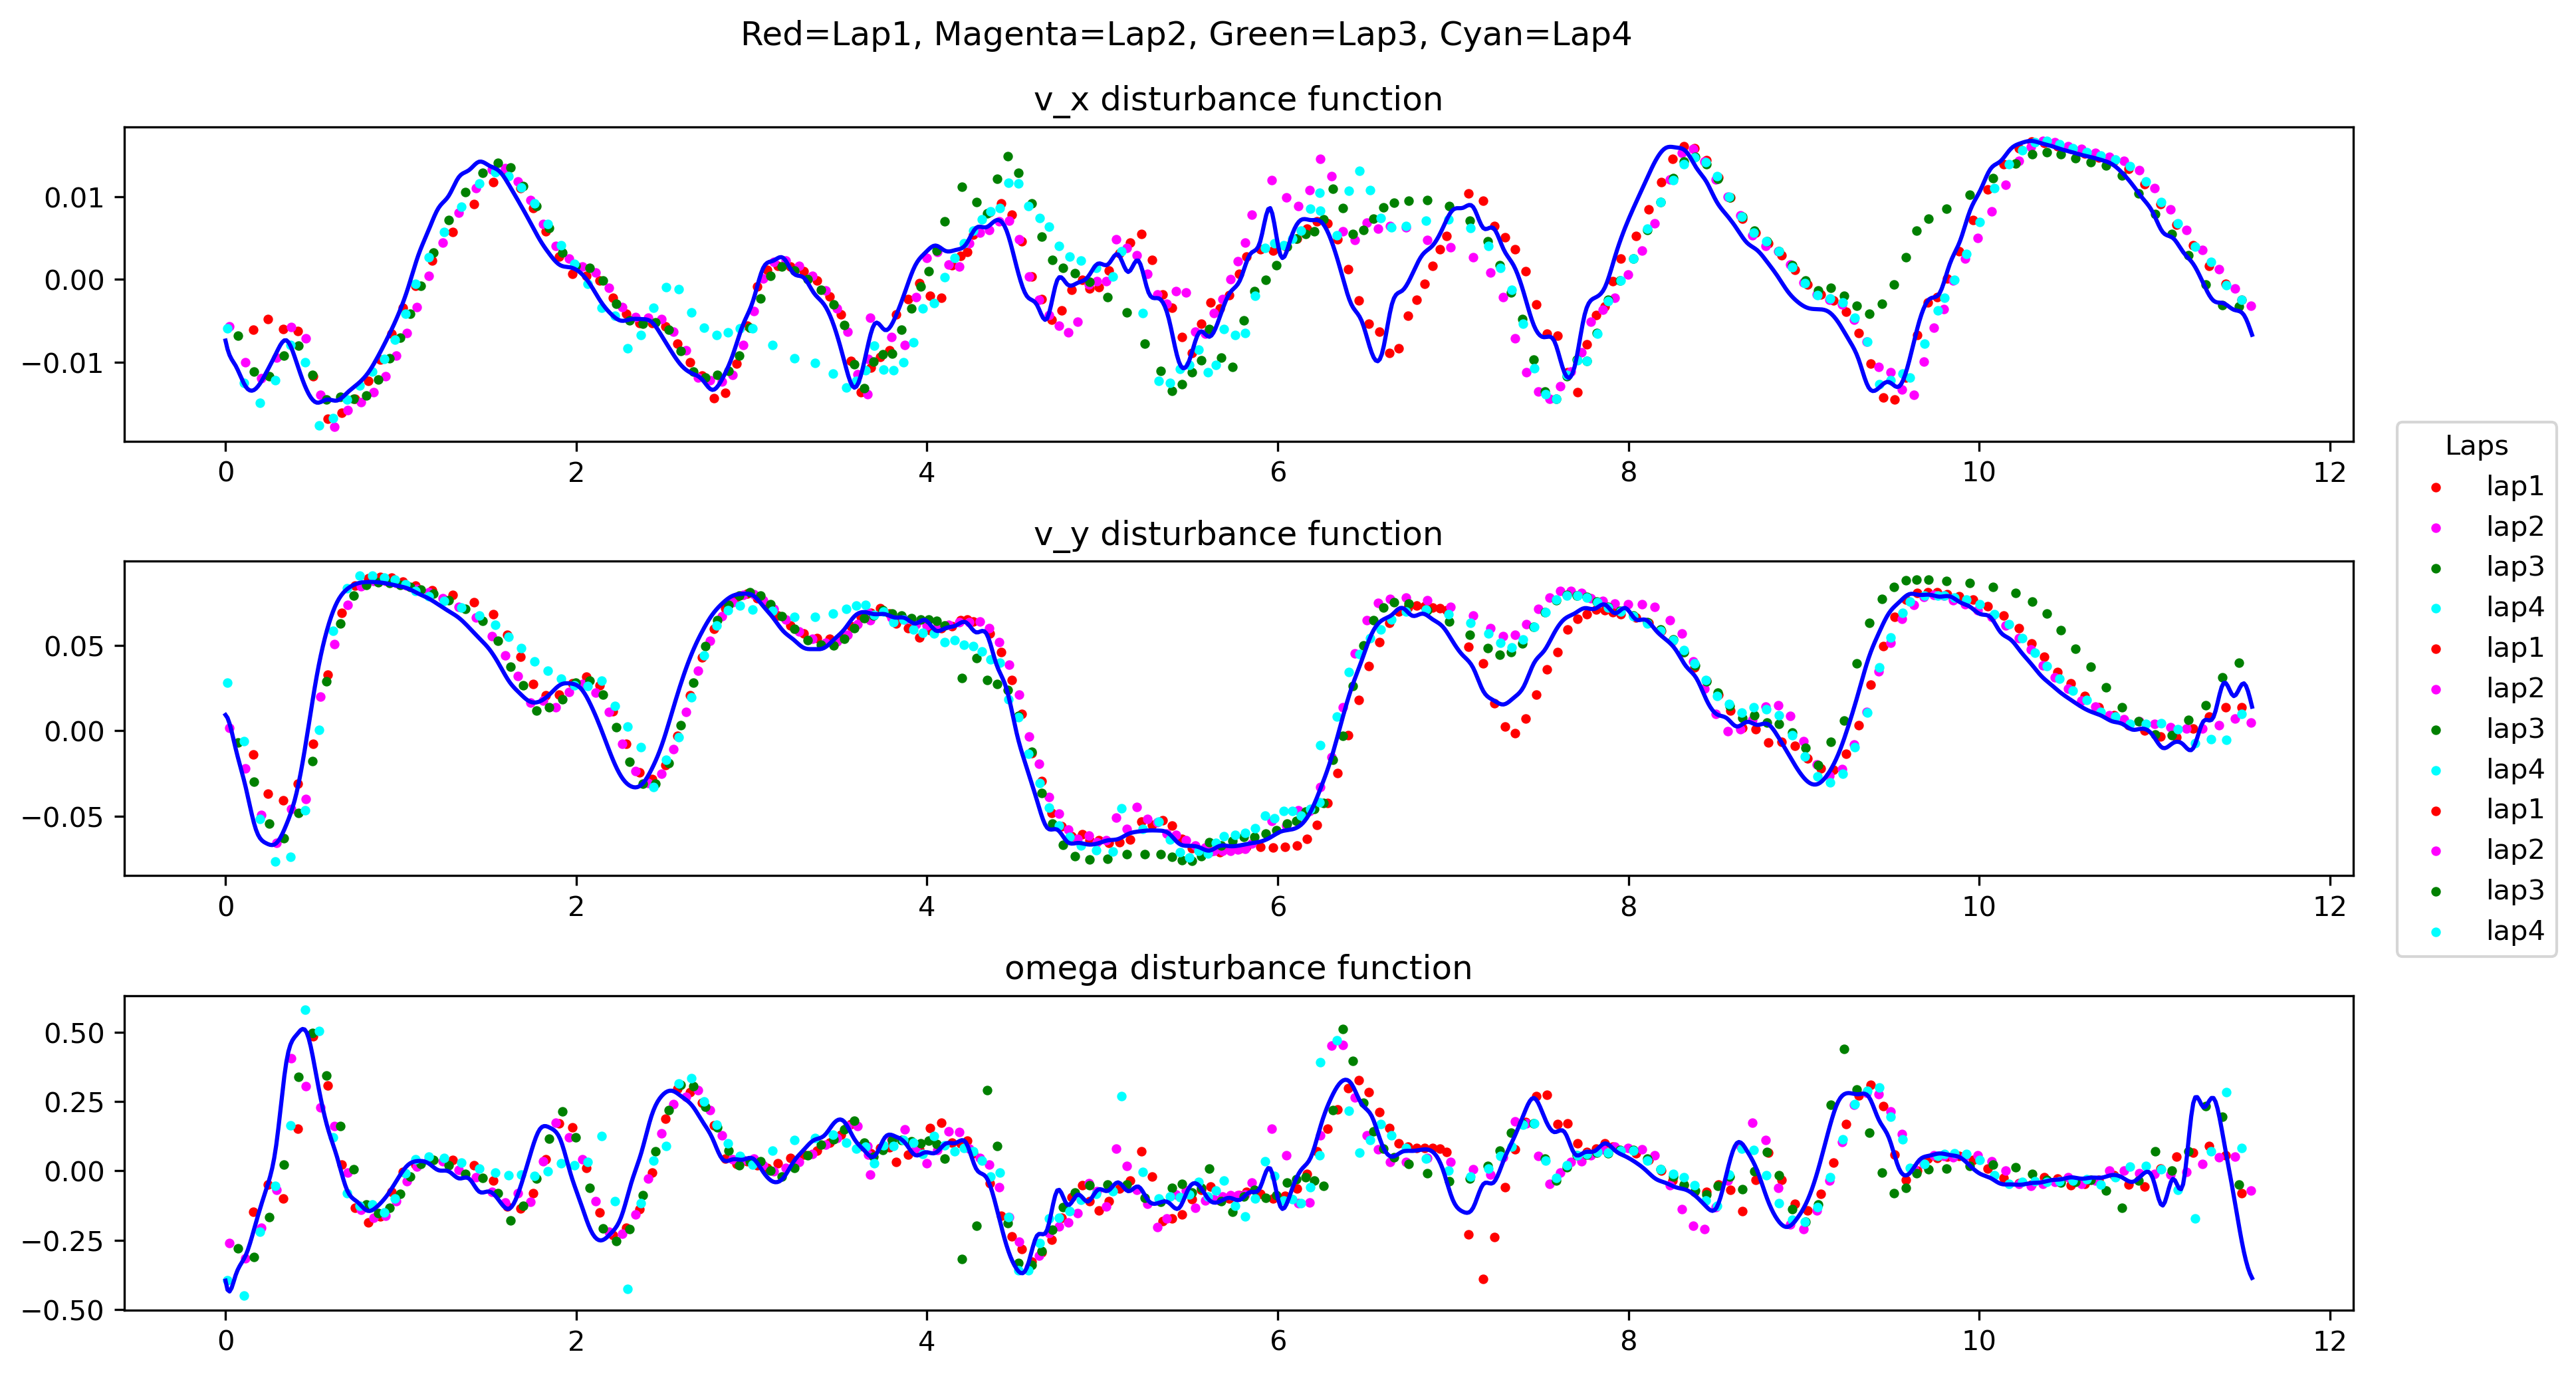 Red=Lap1, Magenta=Lap2, Green=Lap3, Cyan=Lap4
v_x disturbance function
0.01
0.00
−0.01
0 2 4 6 8 10 12
v_y disturbance function
0.05
0.00
−0.05
0 2 4 6 8 10 12
omega disturbance function
0.50
0.25
0.00
−0.25
−0.50
0 2 4 6 8 10 12
Laps
lap1
lap2
lap3
lap4
lap1
lap2
lap3
lap4
lap1
lap2
lap3
lap4